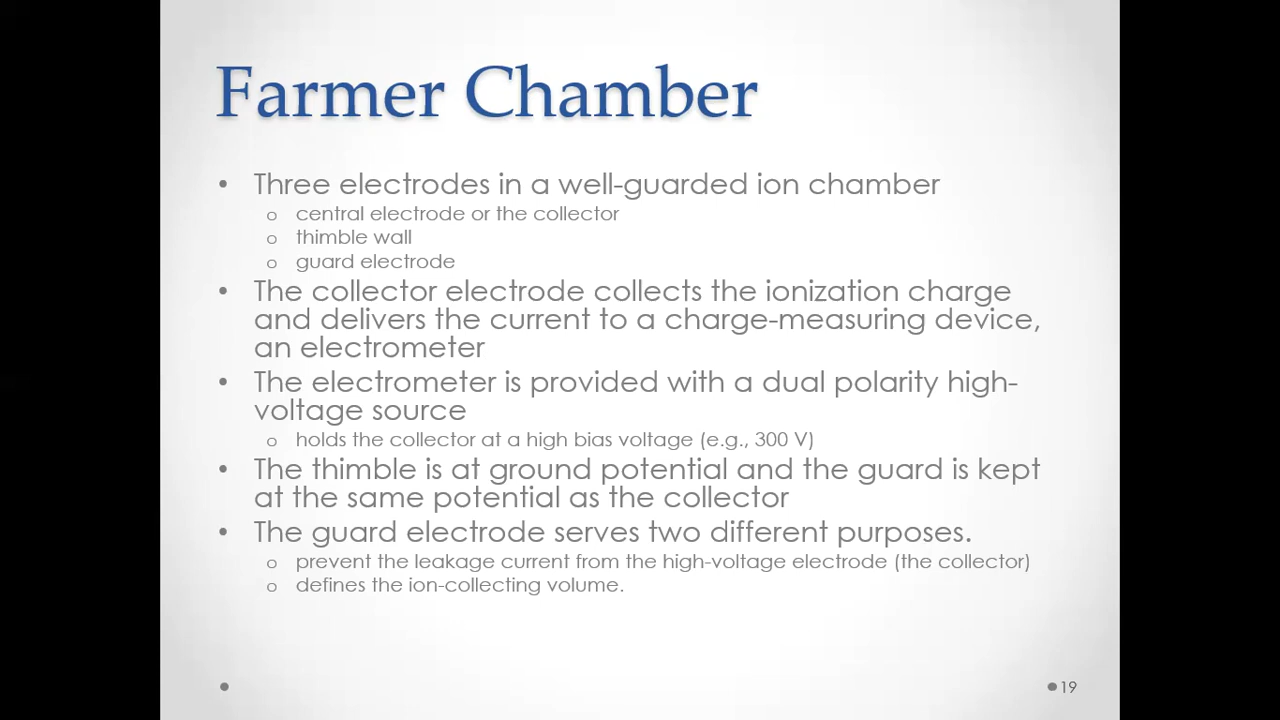 Farmer Chamber
• Three electrodes in a well-guarded ion chamber
o central electrode or the collector
o thimble wall
o guard electrode
• The collector electrode collects the ionization charge
and delivers the current to a charge-measuring device,
an electrometer
• The electrometer is provided with a dual polarity high-
voltage source
o holds the collector at a high bias voltage (e.g., 300 V)
• The thimble is at ground potential and the guard is kept
at the same potential as the collector
• The guard electrode serves two different purposes.
o prevent the leakage current from the high-voltage electrode (the collector)
o defines the ion-collecting volume.
19